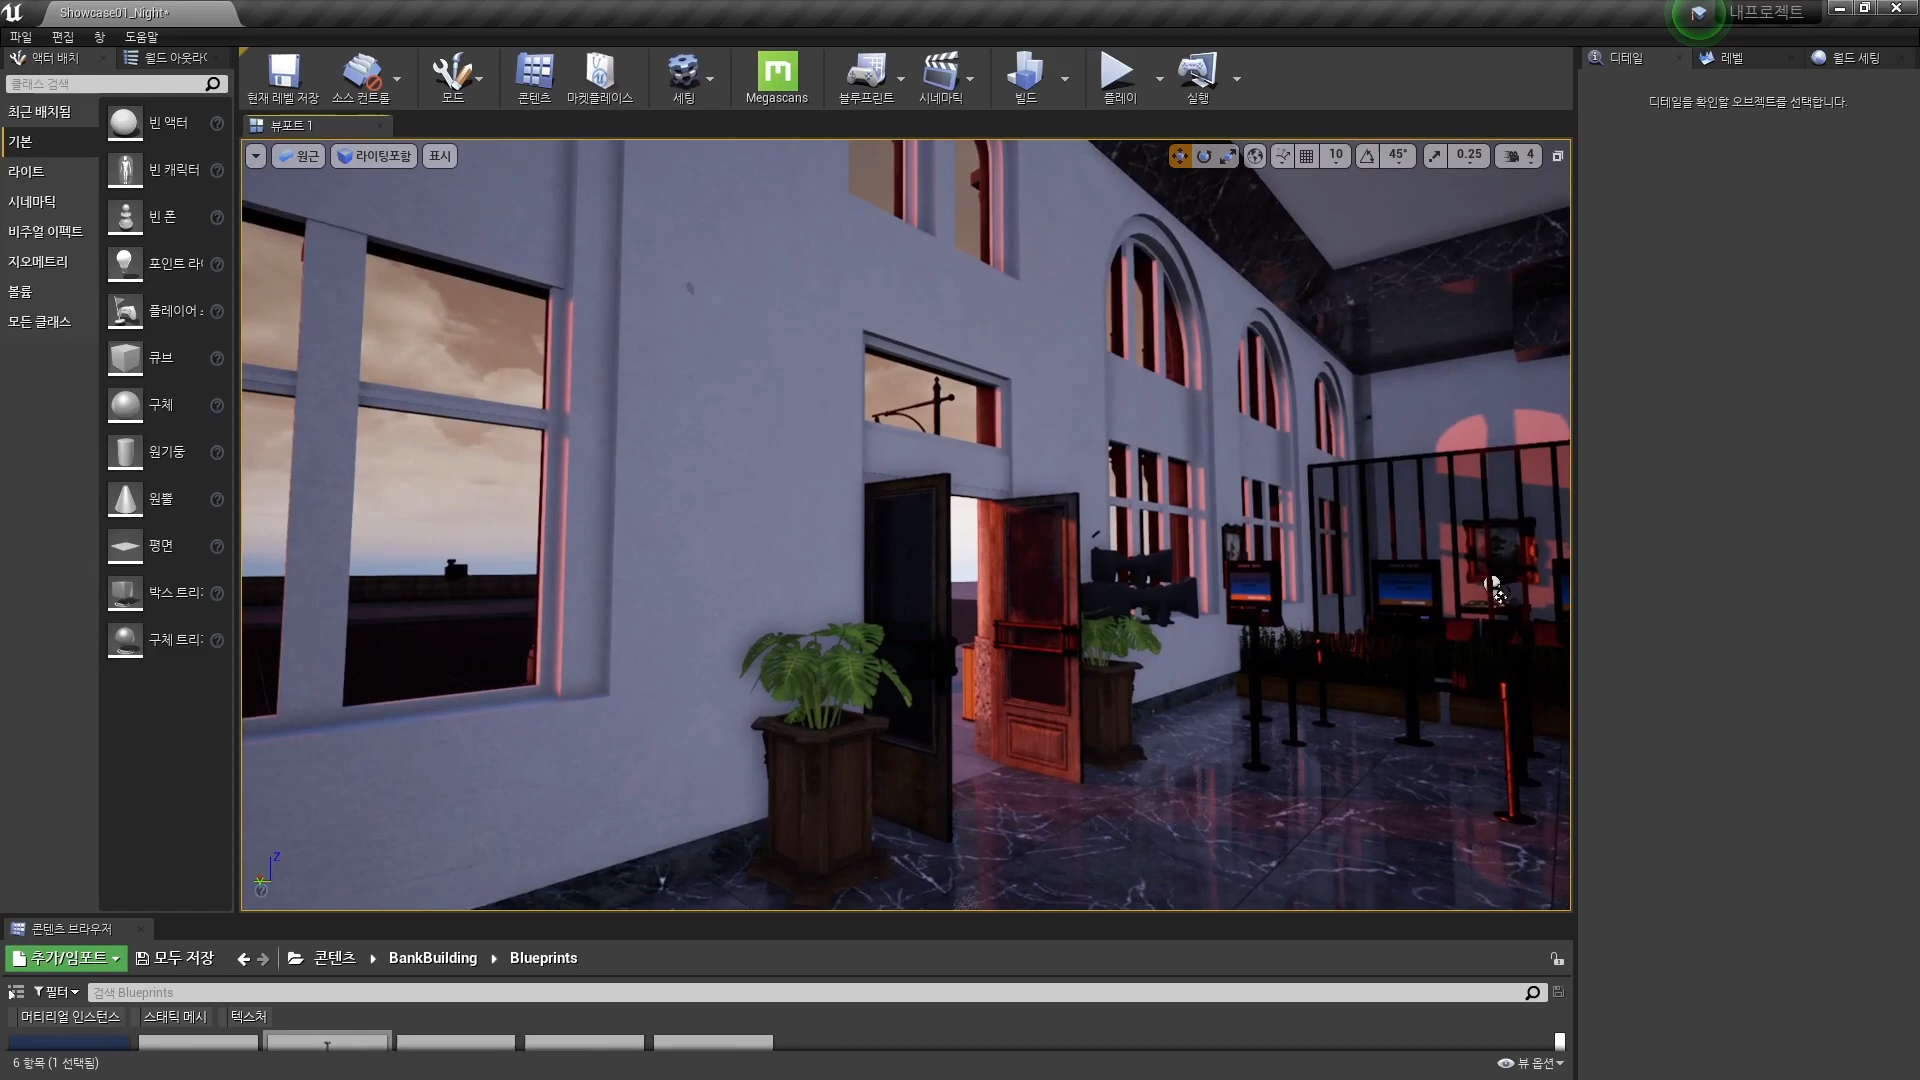 Showcase01_Night*
내프로젝트
파일 편집 창 도움말
액터 배치
월드 아웃라이
클래스 검색
최근 배치됨
기본
라이트
시네마틱
비주얼 이펙트
지오메트리
볼륨
모든 클래스
빈 액터
빈 캐릭터
빈 폰
포인트 라이
플레이어
큐브
구체
원기둥
원뿔
평면
박스 트리거
구체 트리거
현재 레벨 저장
소스 컨트롤
모드
콘텐츠
마켓플레이스
세팅
Megascans
블루프린트
시네마틱
빌드
플레이
실행
뷰포트 1
원근
라이팅포함
표시
10
45°
0.25
4
Z
디테일
레벨
월드 세팅
디테일을 확인할 오브젝트를 선택합니다.
콘텐츠 브라우저
추가/임포트
모두 저장
콘텐츠
BankBuilding
Blueprints
필터
검색 Blueprints
머티리얼 인스턴스
스태틱 메시
텍스처
6 항목 (1 선택됨)
뷰 옵션